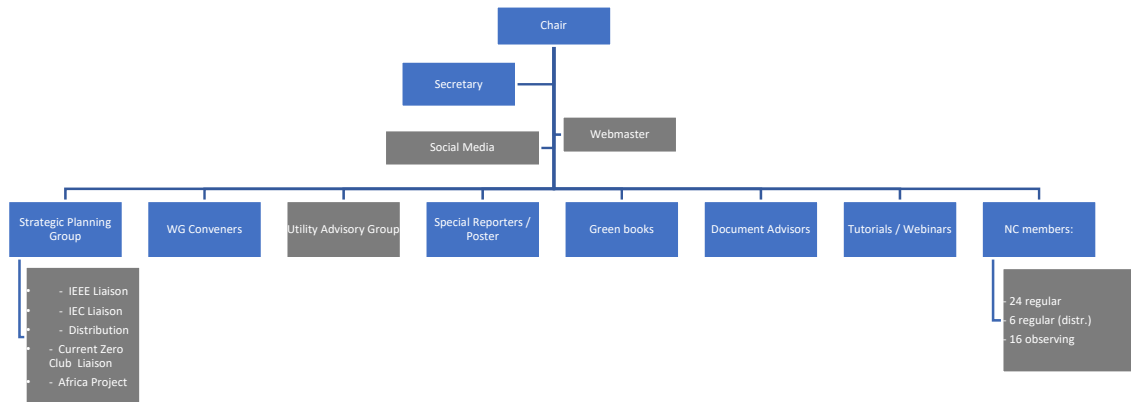 Chair
Secretary
Webmaster
Social Media
Strategic Planning
Group
WG Conveners
Utility Advisory Group
Special Reporters /
Poster
Green books
Document Advisors
Tutorials / Webinars
NC members:
▪ - IEEE Liaison
▪ - IEC Liaison
▪ - Distribution
▪ - Current Zero
Club Liaison
▪ - Africa Project
- 24 regular
- 6 regular (distr.)
- 16 observing